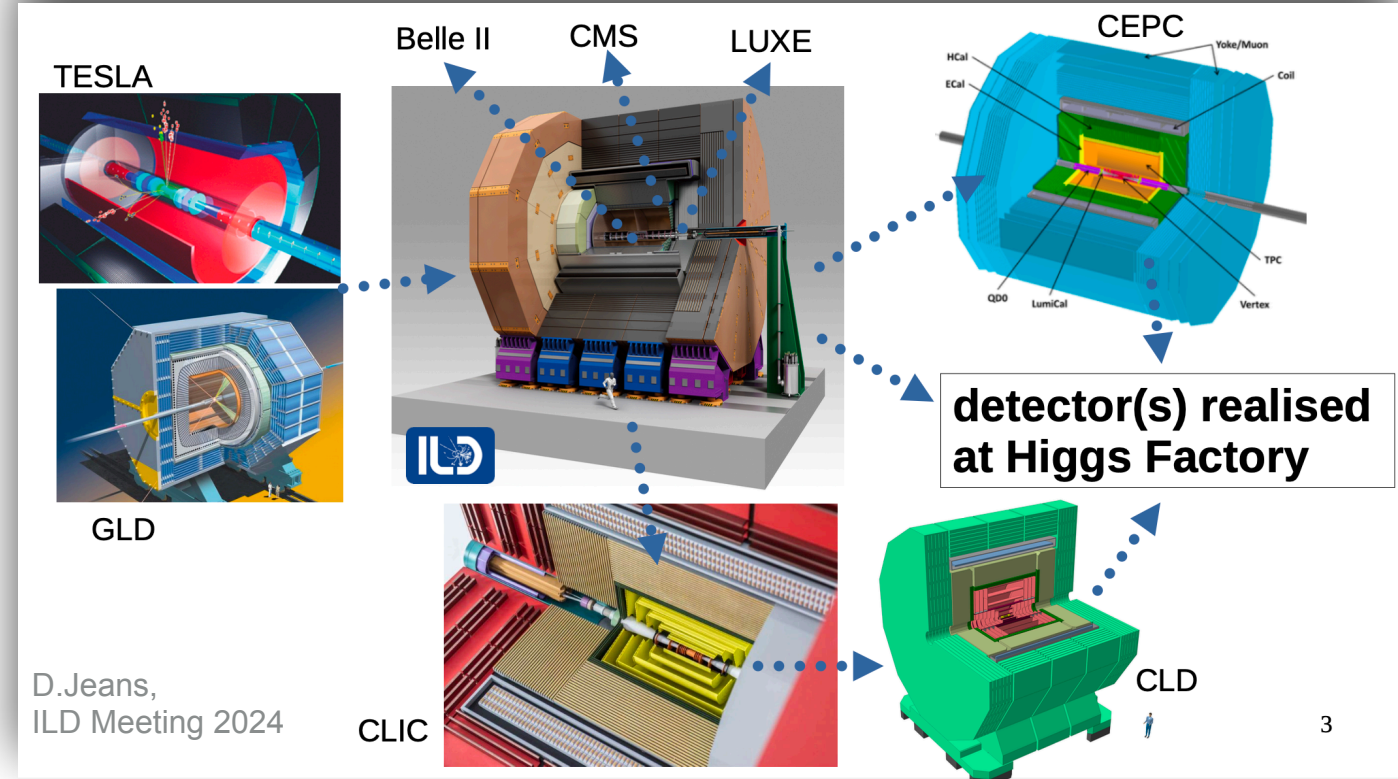 Belle II
CMS
LUXE
CEPC
TESLA
Yoke/Muon
HCal
Coil
ECal
TPC
QD0
LumiCal
Vertex
ILD
detector(s) realised
at Higgs Factory
GLD
CLIC
CLD
D.Jeans,
ILD Meeting 2024
3